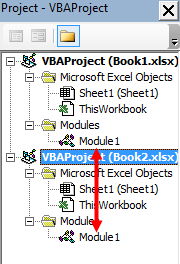 Project - VBAProject
VBAProject (Book1.xlsx)
Microsoft Excel Objects
Sheet1 (Sheet1)
ThisWorkbook
Modules
Module1
VBAProject (Book2.xlsx)
Microsoft Excel Objects
Sheet1 (Sheet1)
ThisWorkbook
Modul
Module1